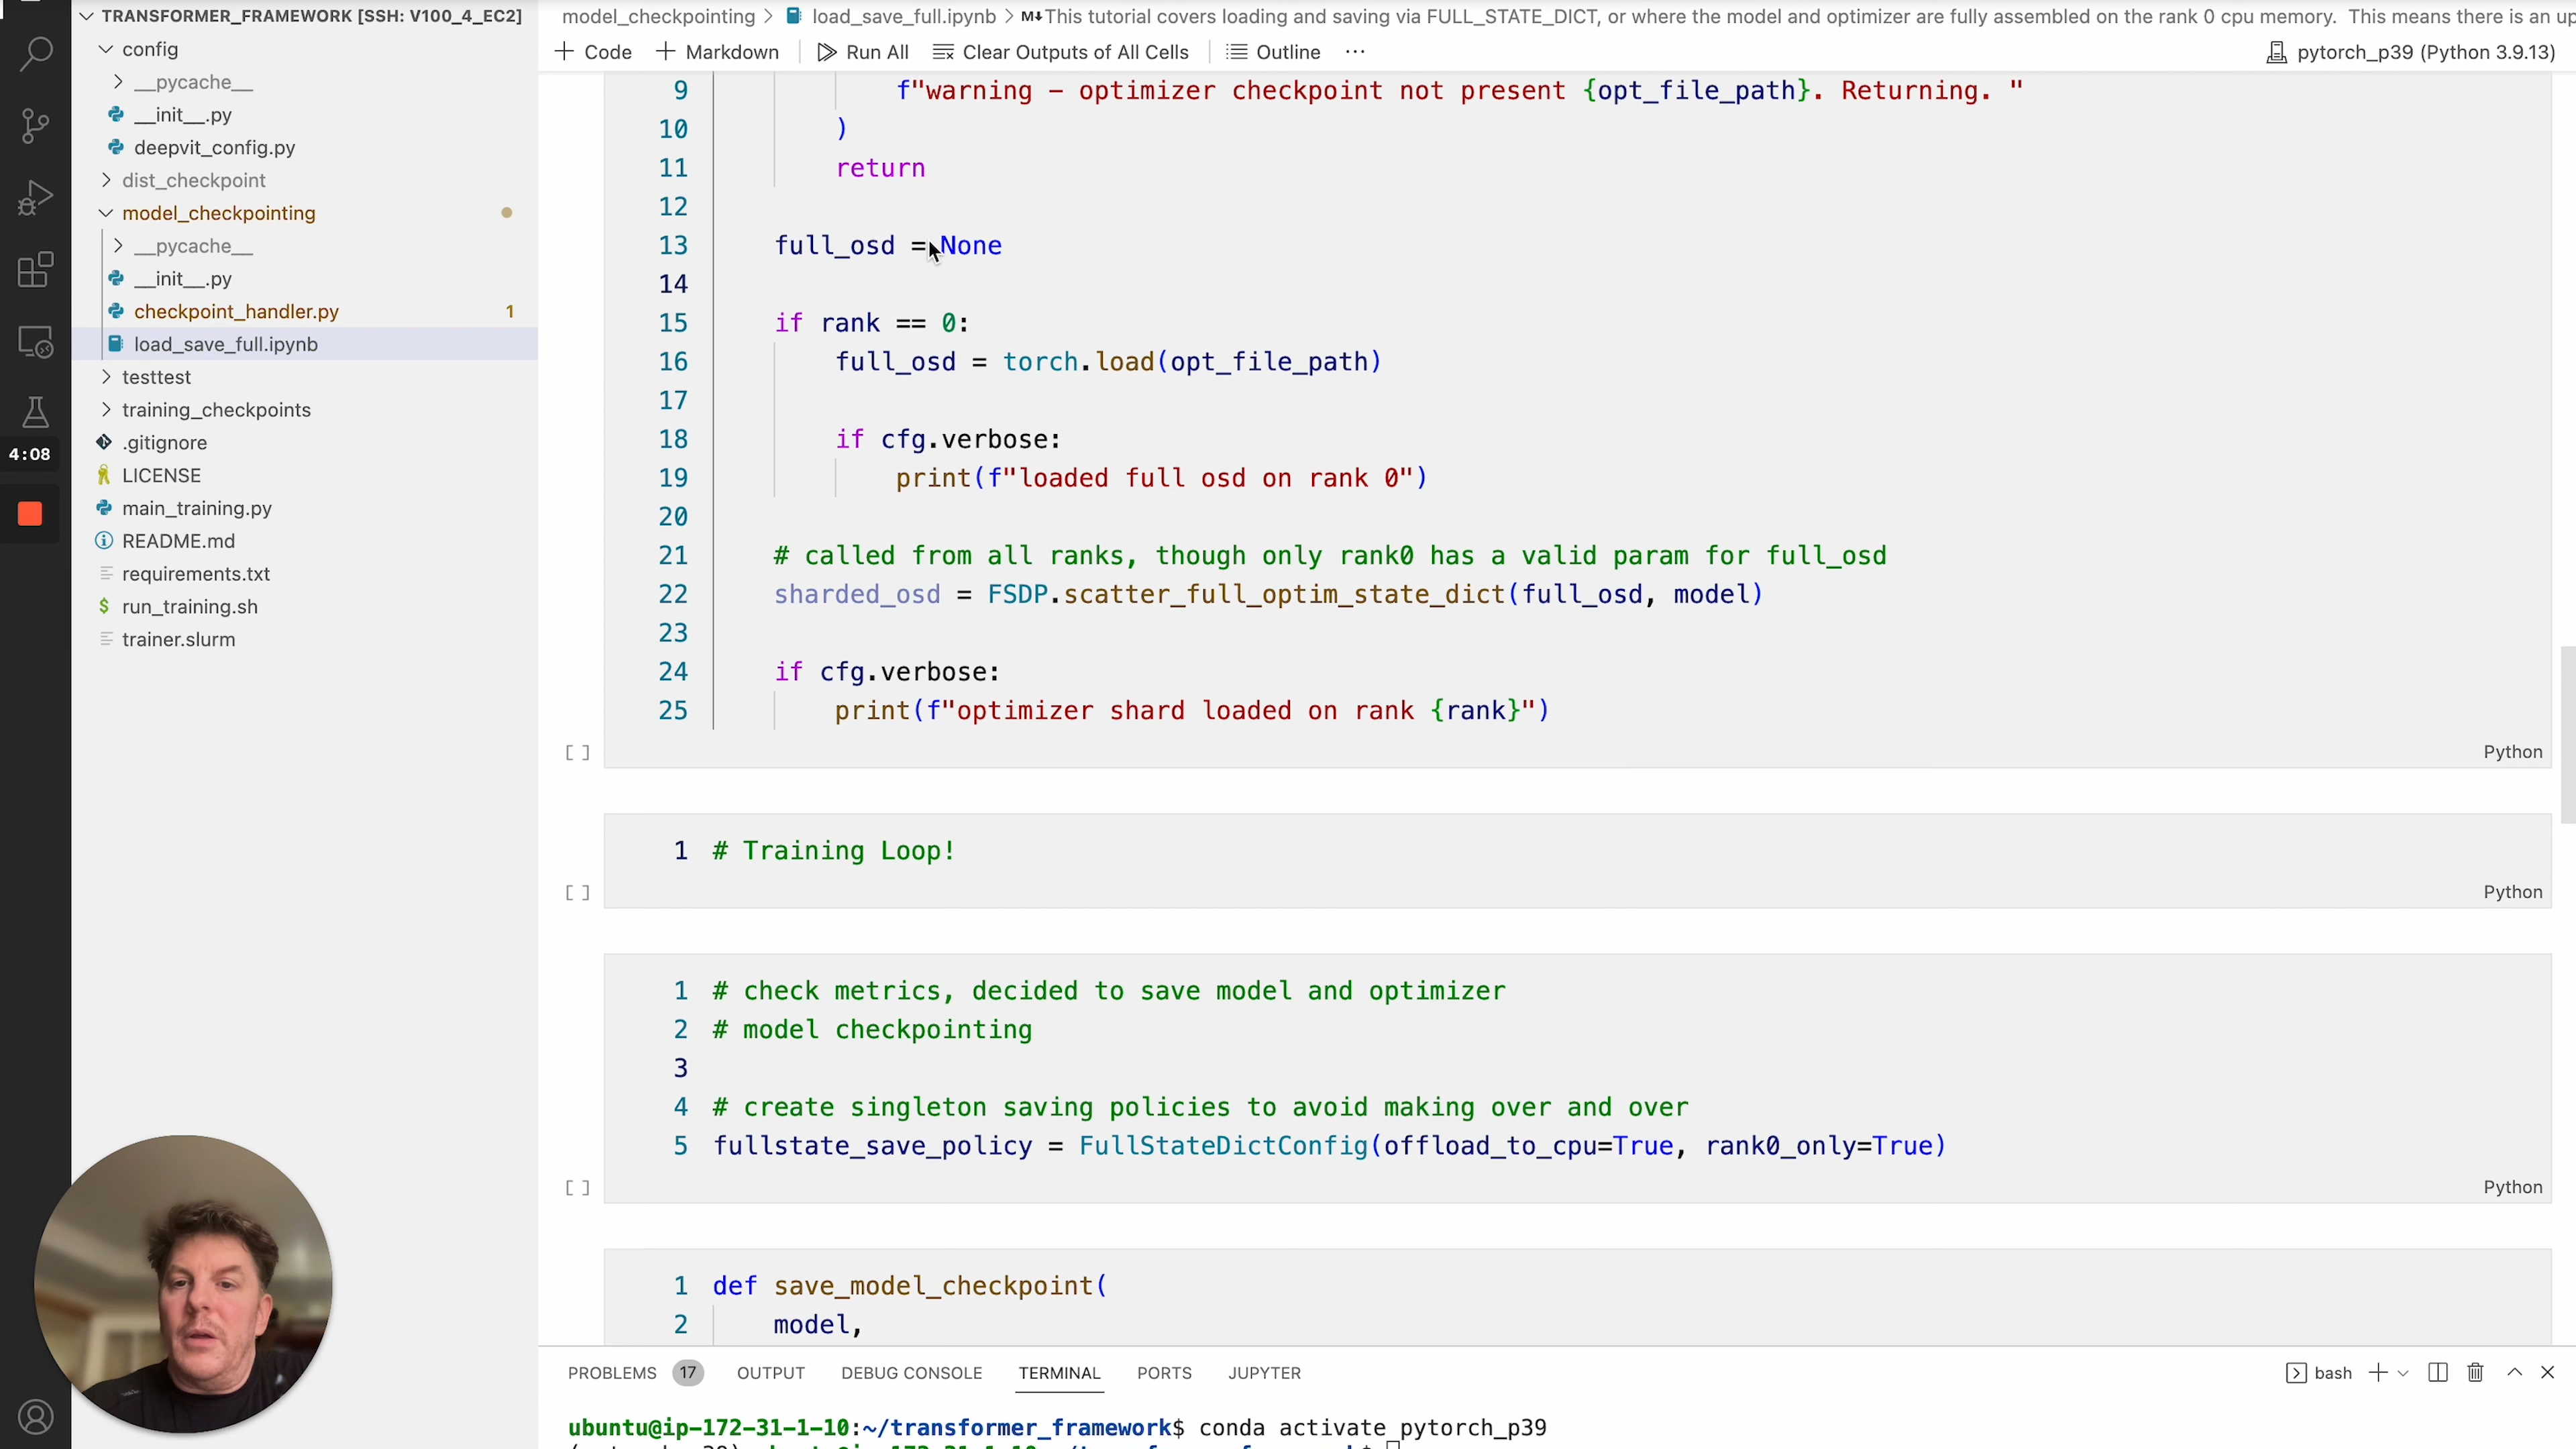 TRANSFORMER_FRAMEWORK [SSH: V100_4_EC2]
config
__pycache__
__init__.py
deepvit_config.py
dist_checkpoint
model_checkpointing
__pycache__
__init__.py
checkpoint_handler.py 1
load_save_full.ipynb
testtest
training_checkpoints
.gitignore
LICENSE
main_training.py
README.md
requirements.txt
$ run_training.sh
trainer.slurm
4:08
model_checkpointing > load_save_full.ipynb > M↓This tutorial covers loading and saving via FULL_STATE_DICT, or where the model and optimizer are fully assembled on the rank 0 cpu memory. This means there is an up
+ Code + Markdown Run All Clear Outputs of All Cells Outline ··· pytorch_p39 (Python 3.9.13)
9 f"warning – optimizer checkpoint not present {opt_file_path}. Returning. "
10 )
11 return
12
13 full_osd = None
14
15 if rank == 0:
16 full_osd = torch.load(opt_file_path)
17
18 if cfg.verbose:
19 print(f"loaded full osd on rank 0")
20
21 # called from all ranks, though only rank0 has a valid param for full_osd
22 sharded_osd = FSDP.scatter_full_optim_state_dict(full_osd, model)
23
24 if cfg.verbose:
25 print(f"optimizer shard loaded on rank {rank}")
[ ] Python
1 # Training Loop!
[ ] Python
1 # check metrics, decided to save model and optimizer
2 # model checkpointing
3
4 # create singleton saving policies to avoid making over and over
5 fullstate_save_policy = FullStateDictConfig(offload_to_cpu=True, rank0_only=True)
[ ] Python
1 def save_model_checkpoint(
2 model,
PROBLEMS 17 OUTPUT DEBUG CONSOLE TERMINAL PORTS JUPYTER bash
ubuntu@ip-172-31-1-10:~/transformer_framework$ conda activate pytorch_p39